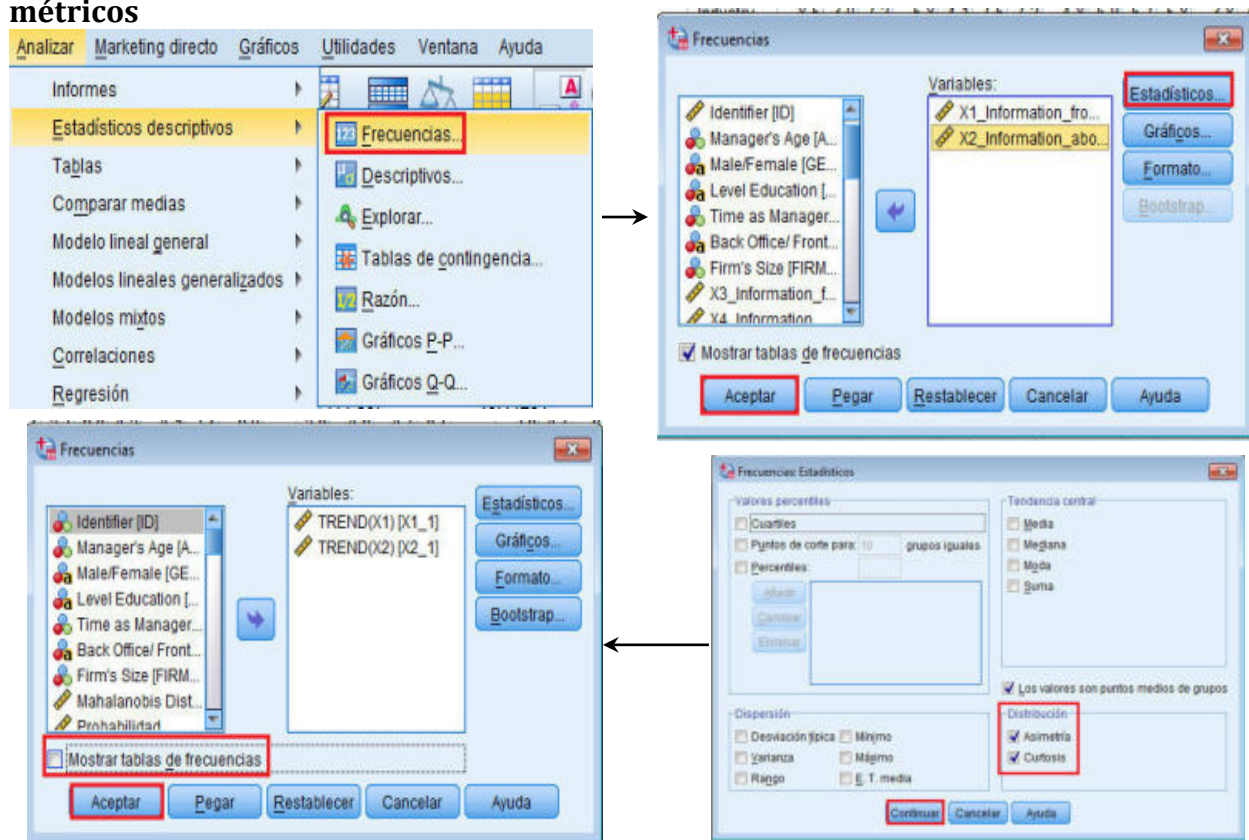 métricos
Analizar Marketing directo Gráficos Utilidades Ventana Ayuda
Informes
Estadísticos descriptivos
Tablas
Comparar medias
Modelo lineal general
Modelos lineales generalizados
Modelos mixtos
Correlaciones
Regresión
A
123 Frecuencias...
Descriptivos...
Explorar...
Tablas de contingencia...
1/2 Razón...
Gráficos P-P...
Gráficos Q-Q...
Frecuencias
Variables:
Identifier [ID]
Manager's Age [A...
Male/Female [GE...
Level Education [...
Time as Manager...
Back Office/ Front...
Firm's Size [FIRM...
X3_Information_f...
X4_Information
X1_Information_fro...
X2_Information_abo...
Estadísticos...
Gráficos...
Formato...
Bootstrap...
Mostrar tablas de frecuencias
Aceptar Pegar Restablecer Cancelar Ayuda
Frecuencias
Variables:
Identifier [ID]
Manager's Age [A...
Male/Female [GE...
Level Education [...
Time as Manager...
Back Office/ Front...
Firm's Size [FIRM...
Mahalanobis Dist...
Probabilidad
TREND(X1) [X1_1]
TREND(X2) [X2_1]
Estadísticos...
Gráficos...
Formato...
Bootstrap...
Mostrar tablas de frecuencias
Aceptar Pegar Restablecer Cancelar Ayuda
Frecuencias: Estadísticos
Valores percentiles
Cuartiles
Puntos de corte para: 10 grupos iguales
Percentiles:
Añadir
Cambiar
Eliminar
Tendencia central
Media
Mediana
Moda
Suma
Los valores son puntos medios de grupos
Dispersión
Desviación típica Mínimo
Varianza Máximo
Rango E. T. media
Distribución
Asimetría
Curtosis
Continuar Cancelar Ayuda